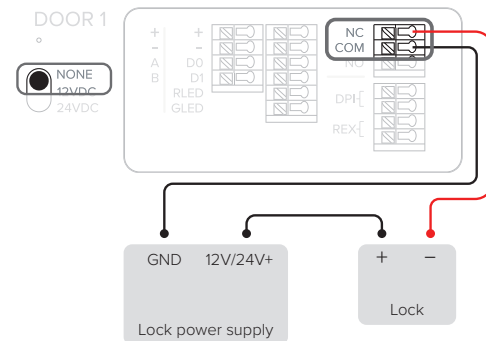 DOOR 1
NONE
12VDC
24VDC
+ +
- -
A D0
B D1
RLED
GLED
NC
COM
NO
DPI-[
REX-[
GND 12V/24V+
Lock power supply
+ −
Lock